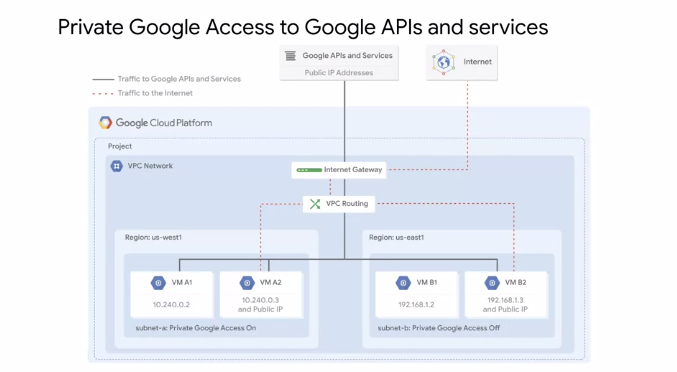 Private Google Access to Google APIs and services
Google APIs and Services
Public IP Addresses
Internet
Traffic to Google APIs and Services
Traffic to the Internet
Google Cloud Platform
Project
VPC Network
Internet Gateway
VPC Routing
Region: us-west1
Region: us-east1
VM A1
10.240.0.2
VM A2
10.240.0.3
and Public IP
subnet-a: Private Google Access On
VM B1
192.168.1.2
VM B2
192.168.1.3
and Public IP
subnet-b: Private Google Access Off